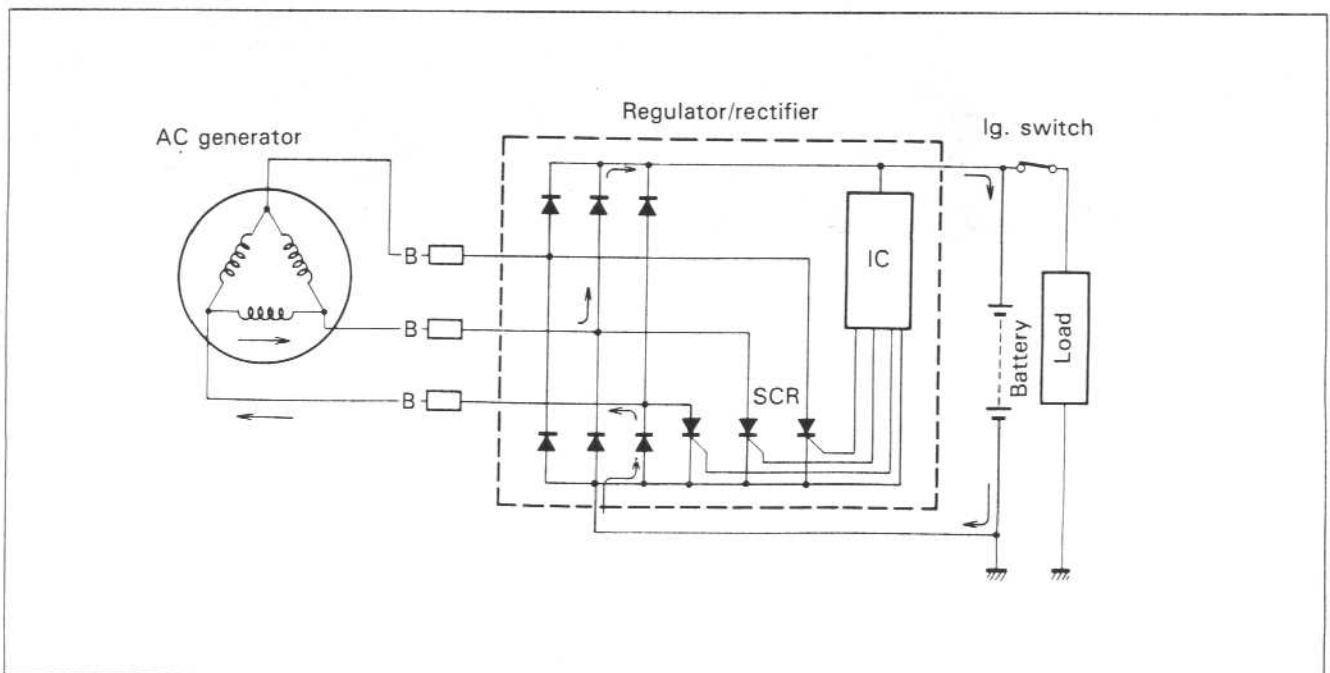 Regulator/rectifier
AC generator
Ig. switch
B
IC
B
Battery
Load
B
SCR